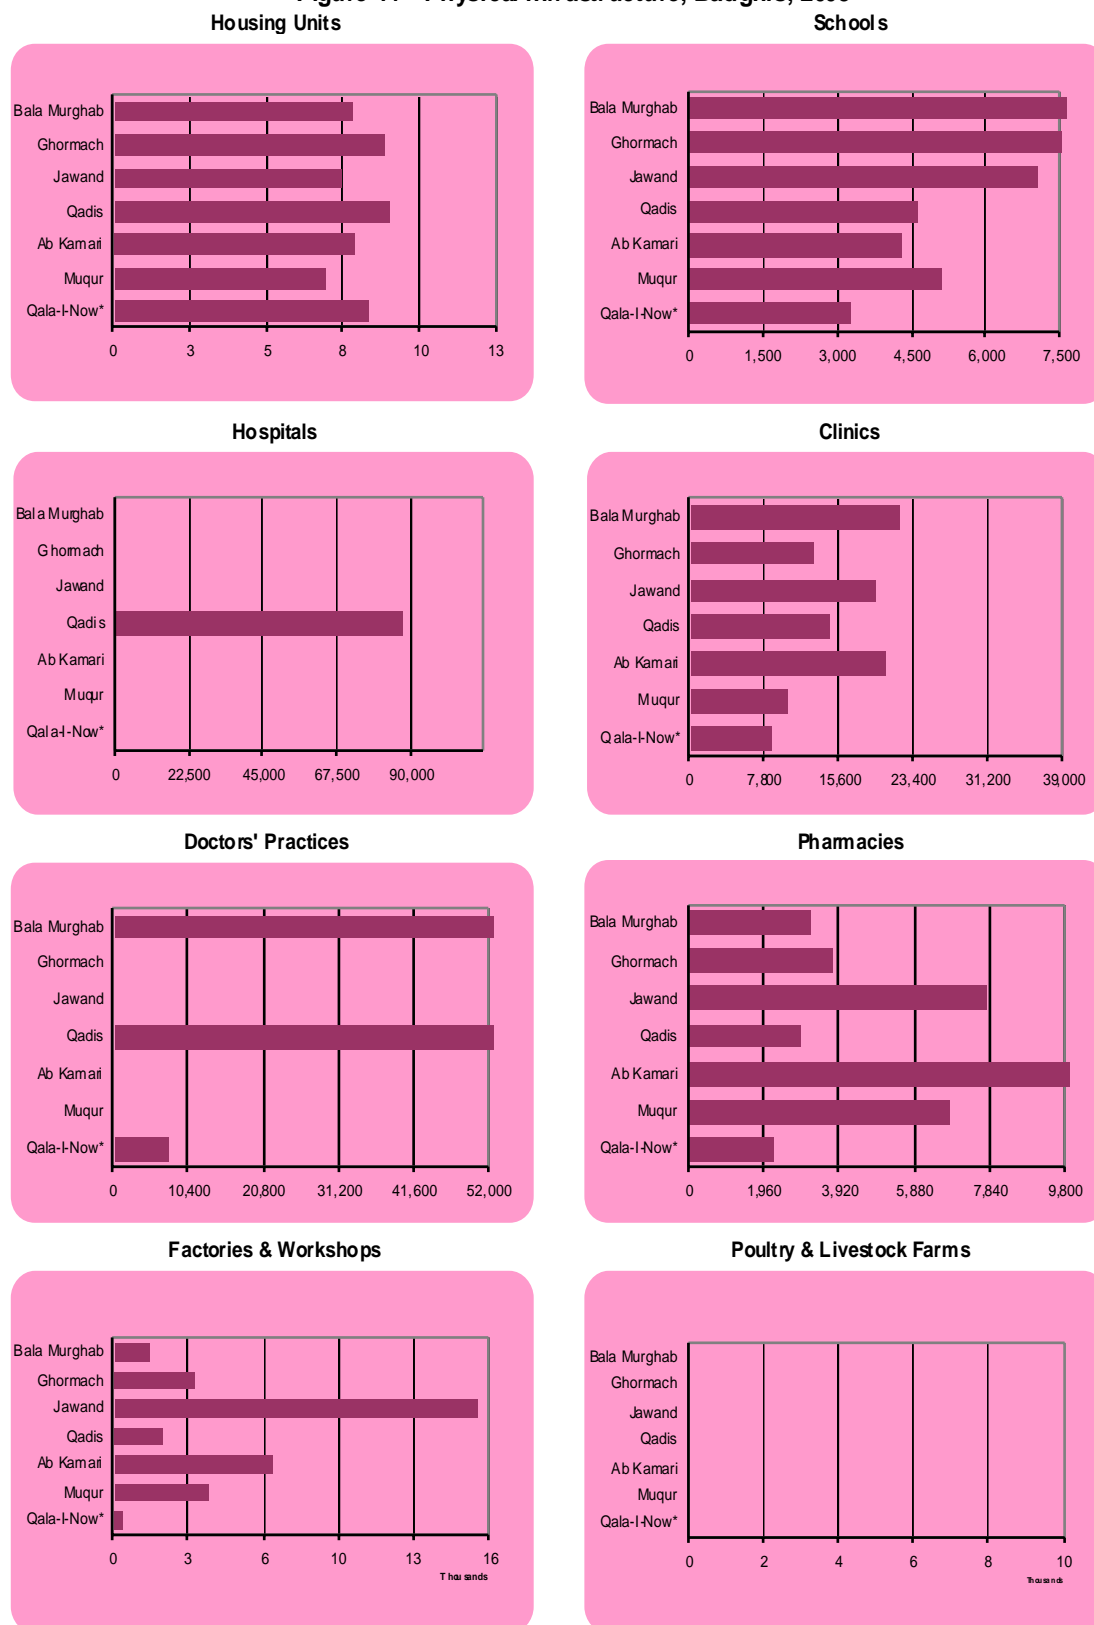 Housing Units
Schools
Bala Murghab
Ghormach
Jawand
Qadis
Ab Kamari
Muqur
Qala-I-Now*
0 3 5 8 10 13
Bala Murghab
Ghormach
Jawand
Qadis
Ab Kamari
Muqur
Qala-I-Now*
0 1,500 3,000 4,500 6,000 7,500
Hospitals
Clinics
Bala Murghab
Ghormach
Jawand
Qadis
Ab Kamari
Muqur
Qala-I-Now*
0 22,500 45,000 67,500 90,000
Bala Murghab
Ghormach
Jawand
Qadis
Ab Kamari
Muqur
Qala-I-Now*
0 7,800 15,600 23,400 31,200 39,000
Doctors' Practices
Pharmacies
Bala Murghab
Ghormach
Jawand
Qadis
Ab Kamari
Muqur
Qala-I-Now*
0 10,400 20,800 31,200 41,600 52,000
Bala Murghab
Ghormach
Jawand
Qadis
Ab Kamari
Muqur
Qala-I-Now*
0 1,960 3,920 5,880 7,840 9,800
Factories & Workshops
Poultry & Livestock Farms
Bala Murghab
Ghormach
Jawand
Qadis
Ab Kamari
Muqur
Qala-I-Now*
0 3 6 10 13 16
Thousands
Bala Murghab
Ghormach
Jawand
Qadis
Ab Kamari
Muqur
Qala-I-Now*
0 2 4 6 8 10
Thousands